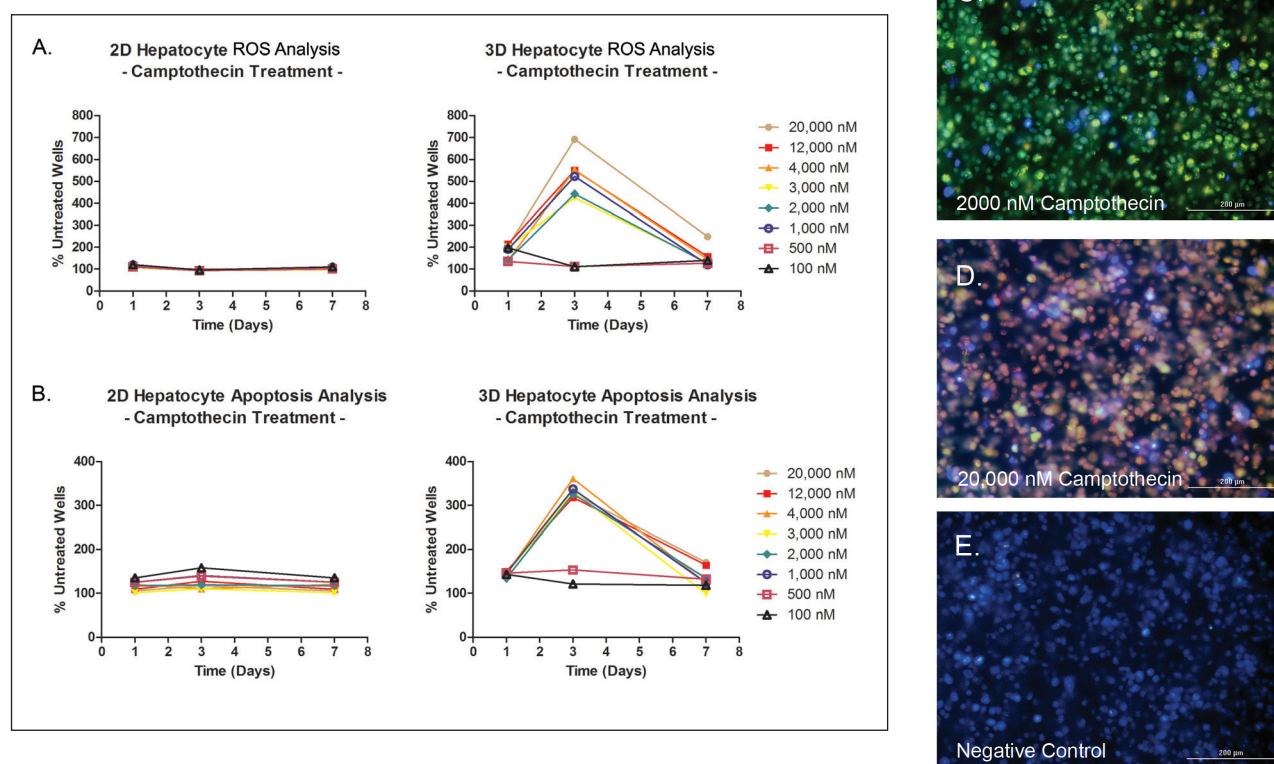 A.
2D Hepatocyte ROS Analysis
- Camptothecin Treatment -
3D Hepatocyte ROS Analysis
- Camptothecin Treatment -
% Untreated Wells
800
700
600
500
400
300
200
100
0
0 1 2 3 4 5 6 7 8
Time (Days)
% Untreated Wells
800
700
600
500
400
300
200
100
0
0 1 2 3 4 5 6 7 8
Time (Days)
20,000 nM
12,000 nM
4,000 nM
3,000 nM
2,000 nM
1,000 nM
500 nM
100 nM
B.
2D Hepatocyte Apoptosis Analysis
- Camptothecin Treatment -
3D Hepatocyte Apoptosis Analysis
- Camptothecin Treatment -
% Untreated Wells
400
300
200
100
0
0 1 2 3 4 5 6 7 8
Time (Days)
% Untreated Wells
400
300
200
100
0
0 1 2 3 4 5 6 7 8
Time (Days)
20,000 nM
12,000 nM
4,000 nM
3,000 nM
2,000 nM
1,000 nM
500 nM
100 nM
2000 nM Camptothecin
200 µm
D.
20,000 nM Camptothecin
200 µm
E.
Negative Control
200 µm